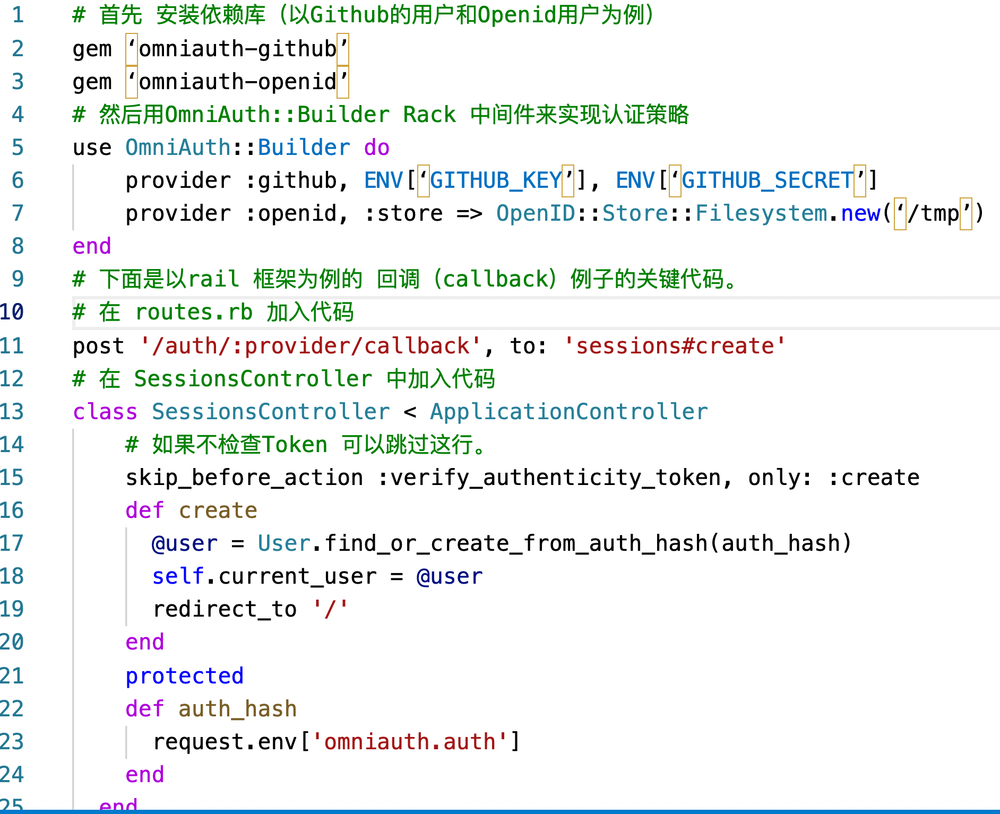 1 # 首先 安装依赖库（以Github的用户和Openid用户为例）
2 gem ‘omniauth-github’
3 gem ‘omniauth-openid’
4 # 然后用OmniAuth::Builder Rack 中间件来实现认证策略
5 use OmniAuth::Builder do
6     provider :github, ENV[‘GITHUB_KEY’], ENV[‘GITHUB_SECRET’]
7     provider :openid, :store => OpenID::Store::Filesystem.new(‘/tmp’)
8 end
9 # 下面是以rail 框架为例的 回调（callback）例子的关键代码。
10 # 在 routes.rb 加入代码
11 post '/auth/:provider/callback', to: 'sessions#create'
12 # 在 SessionsController 中加入代码
13 class SessionsController < ApplicationController
14     # 如果不检查Token 可以跳过这行。
15     skip_before_action :verify_authenticity_token, only: :create
16     def create
17       @user = User.find_or_create_from_auth_hash(auth_hash)
18       self.current_user = @user
19       redirect_to '/'
20     end
21     protected
22     def auth_hash
23       request.env['omniauth.auth']
24     end
25   end